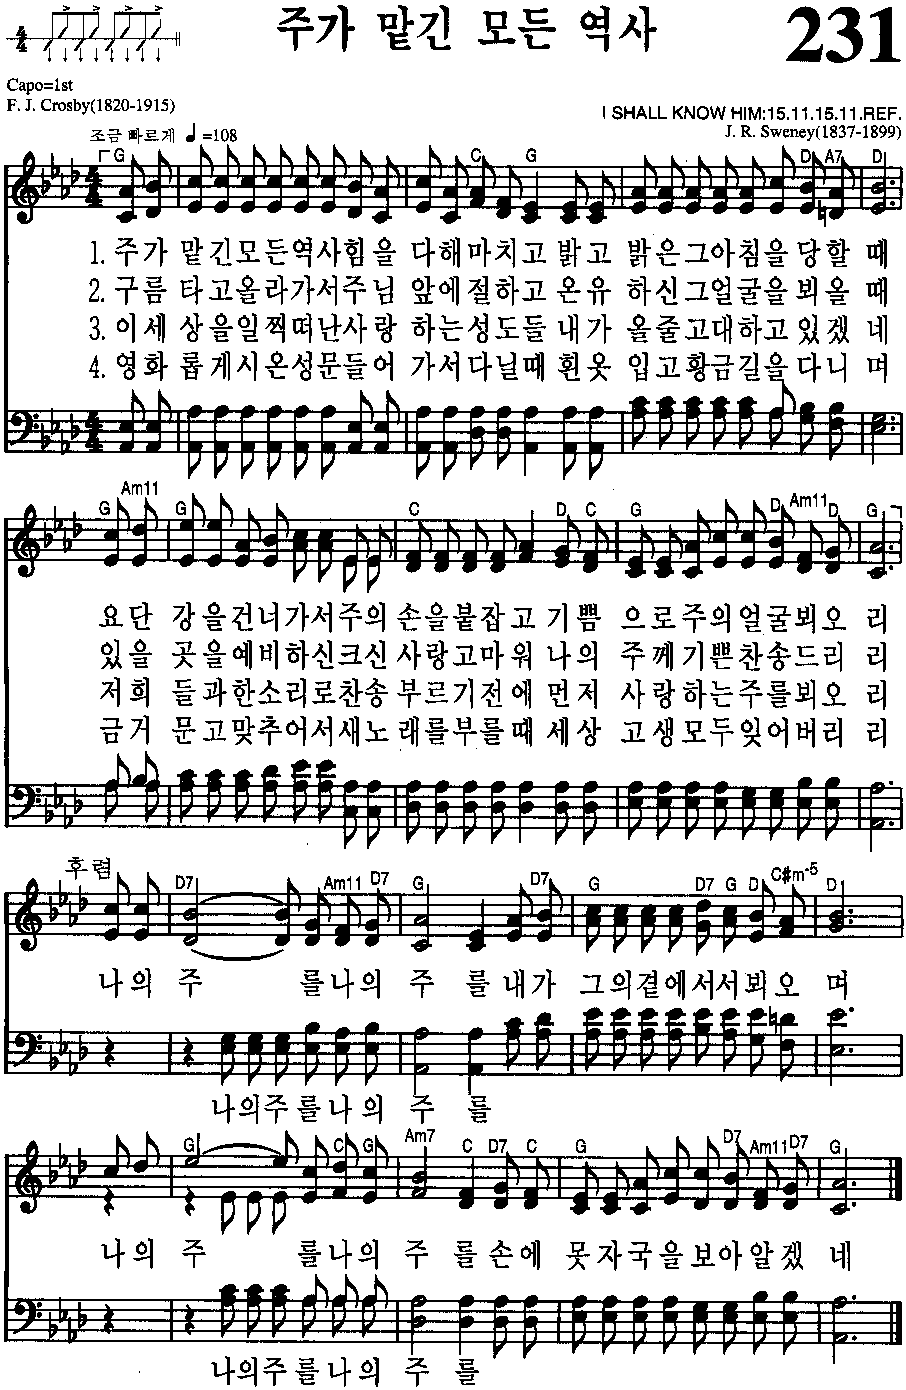 주가 맡긴 모든 역사
231
4/4
Capo=1st
F. J. Crosby(1820-1915)
I SHALL KNOW HIM:15.11.15.11.REF.
J. R. Sweney(1837-1899)
조금 빠르게 ♩=108
G C G D A7 D
1. 주가 맡긴모든역사힘을 다해마치고 밝고 밝은그아침을 당할 때
2. 구름 타고올라가서주님 앞에절하고 온유 하신그얼굴을 뵈올 때
3. 이세 상을일찍떠난사랑 하는성도들 내가 올줄고대하고 있겠 네
4. 영화 롭게시온성문들어 가서다닐때 흰옷 입고황금길을 다니 며
G Am11 G C D C G D Am11 D G
요단 강을건너가서주의 손을붙잡고 기쁨 으로주의얼굴뵈오 리
있을 곳을예비하신크신 사랑고마워 나의 주께기쁜찬송드리 리
저희 들과한소리로찬송 부르기전에 먼저 사랑하는주를뵈오 리
금거 문고맞추어서새노 래를부를때 세상 고생모두잊어버리 리
후렴
D7 Am11 D7 G D7 G D7 G D C#m-5 D
나의 주 를나의 주 를내가 그의곁에서서뵈오 며
나의주를나의 주 를
G C G Am7 C D7 C G D7 Am11 D7 G
나의 주 를나의 주 를손에 못자국을보아알겠 네
나의주를나의 주 를